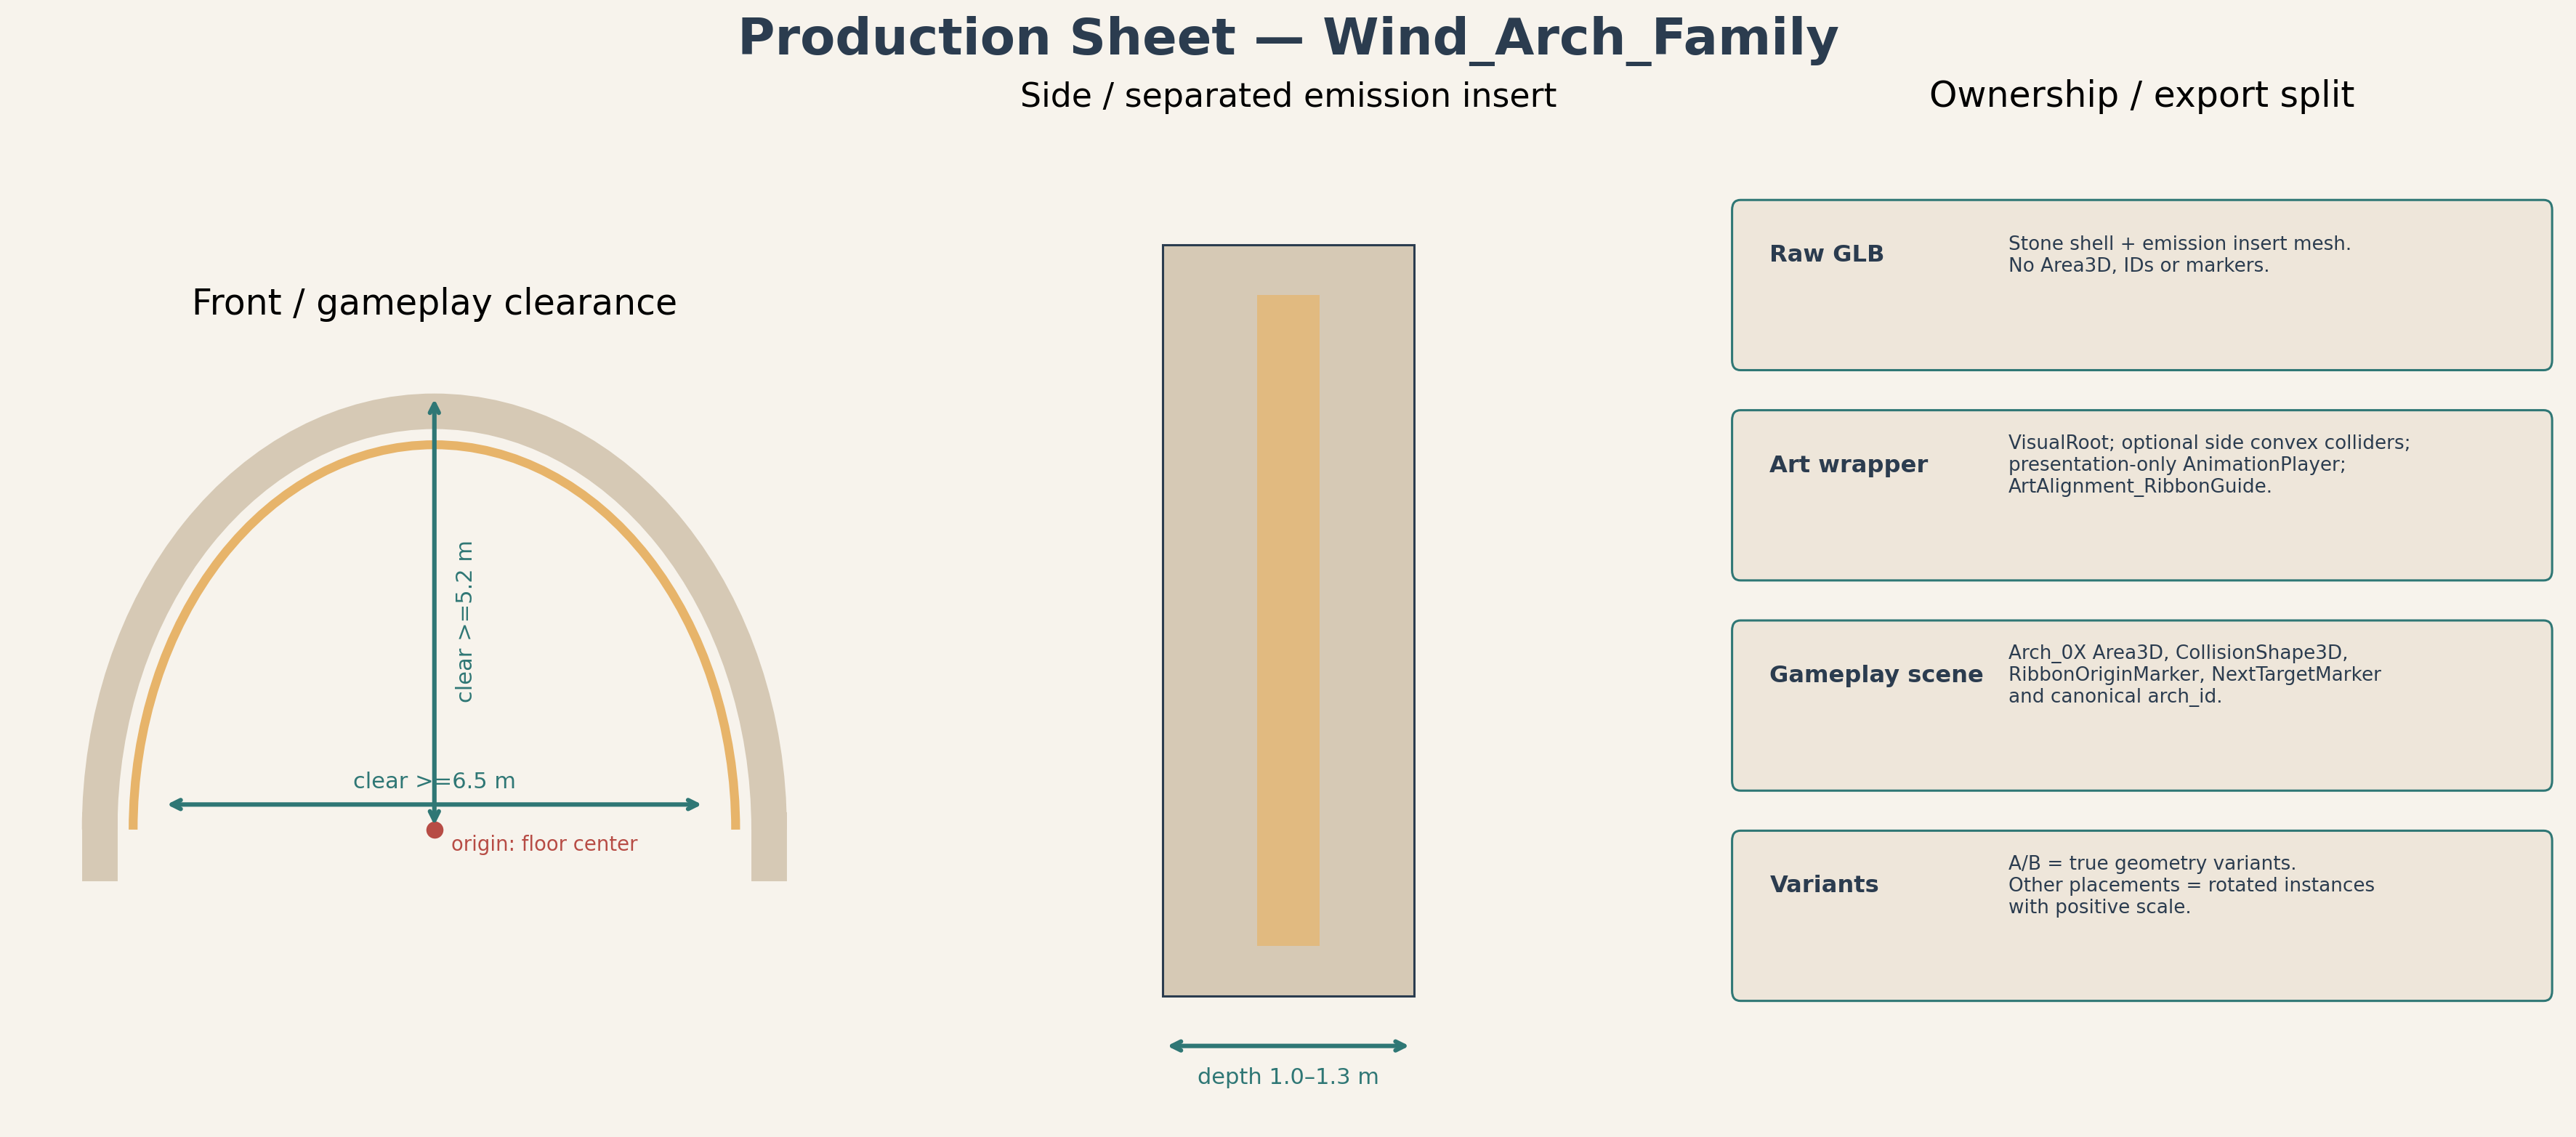 Production Sheet — Wind_Arch_Family
Front / gameplay clearance
clear >=5.2 m
clear >=6.5 m
origin: floor center
Side / separated emission insert
depth 1.0–1.3 m
Ownership / export split
Raw GLB
Stone shell + emission insert mesh.
No Area3D, IDs or markers.
Art wrapper
VisualRoot; optional side convex colliders;
presentation-only AnimationPlayer;
ArtAlignment_RibbonGuide.
Gameplay scene
Arch_0X Area3D, CollisionShape3D,
RibbonOriginMarker, NextTargetMarker
and canonical arch_id.
Variants
A/B = true geometry variants.
Other placements = rotated instances
with positive scale.